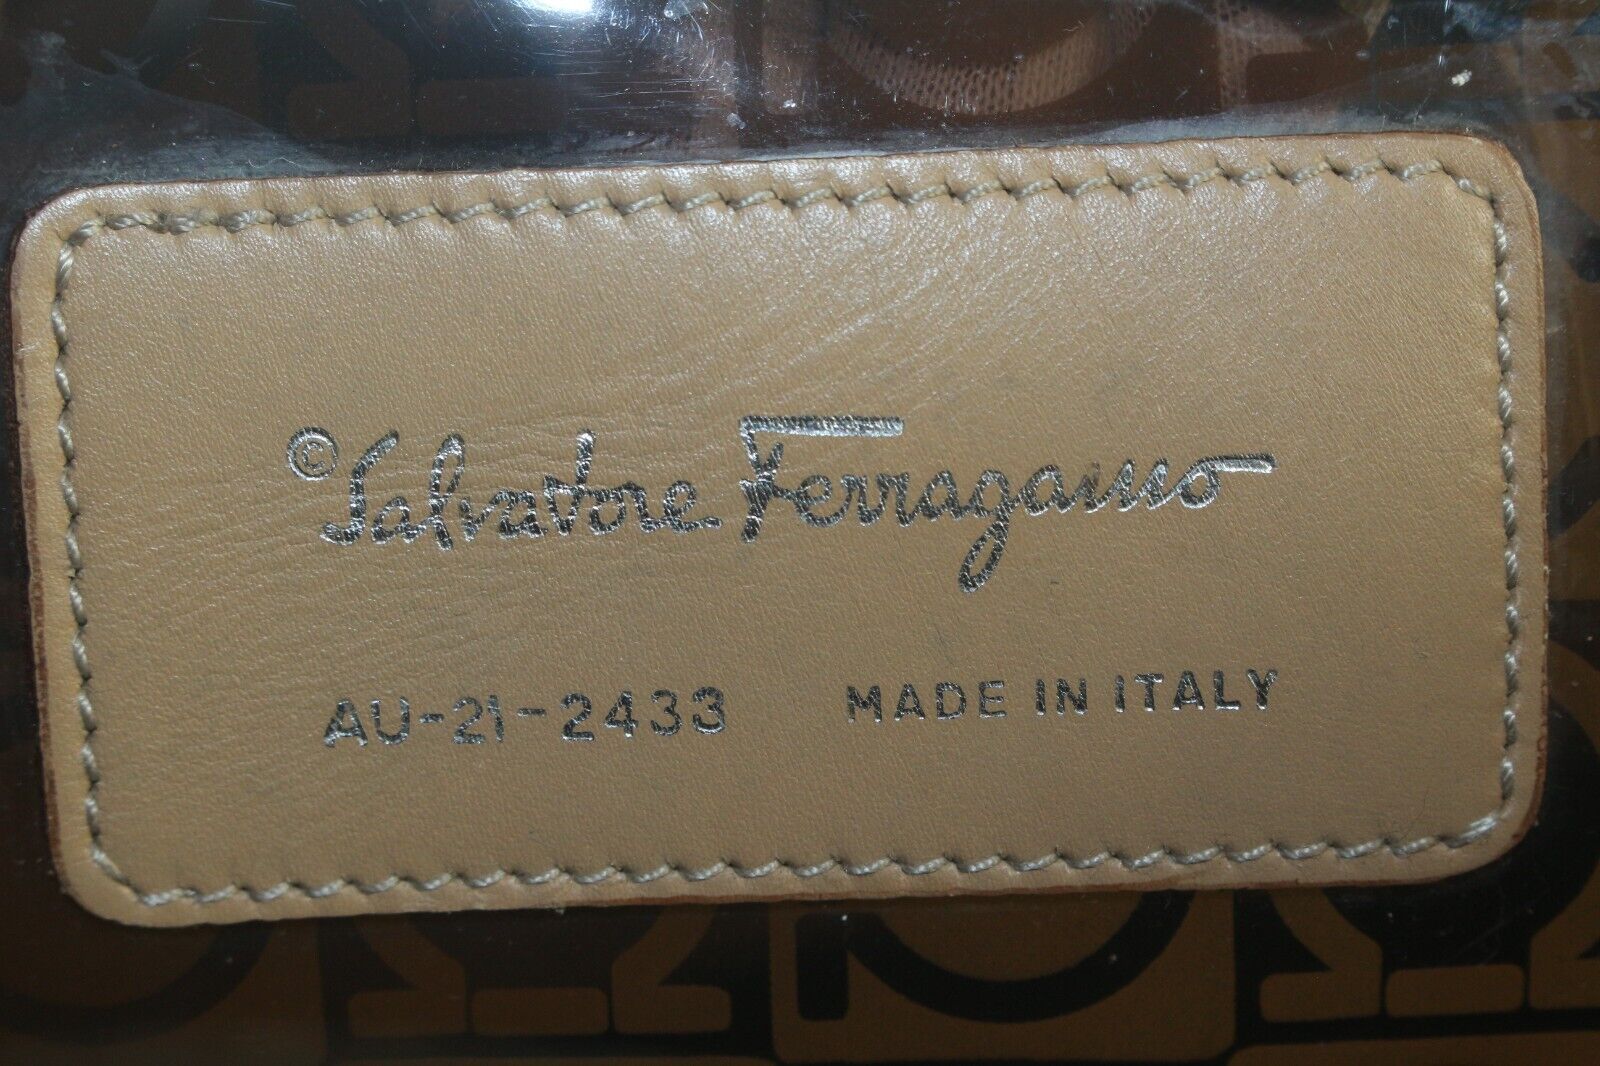 © Salvatore Ferragamo
AU-21-2433 MADE IN ITALY